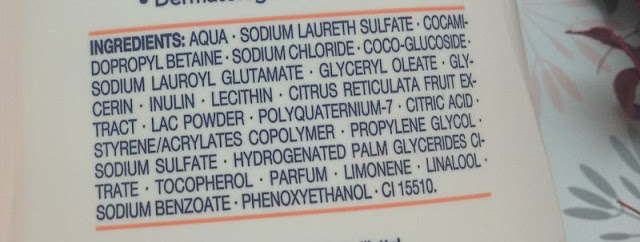 INGREDIENTS: AQUA · SODIUM LAURETH SULFATE · COCAMI-
DOPROPYL BETAINE · SODIUM CHLORIDE · COCO-GLUCOSIDE ·
SODIUM LAUROYL GLUTAMATE · GLYCERYL OLEATE · GLY-
CERIN · INULIN · LECITHIN · CITRUS RETICULATA FRUIT EX-
TRACT · LAC POWDER · POLYQUATERNIUM-7 · CITRIC ACID ·
STYRENE/ACRYLATES COPOLYMER · PROPYLENE GLYCOL ·
SODIUM SULFATE · HYDROGENATED PALM GLYCERIDES CI-
TRATE · TOCOPHEROL · PARFUM · LIMONENE · LINALOOL ·
SODIUM BENZOATE · PHENOXYETHANOL · CI 15510.